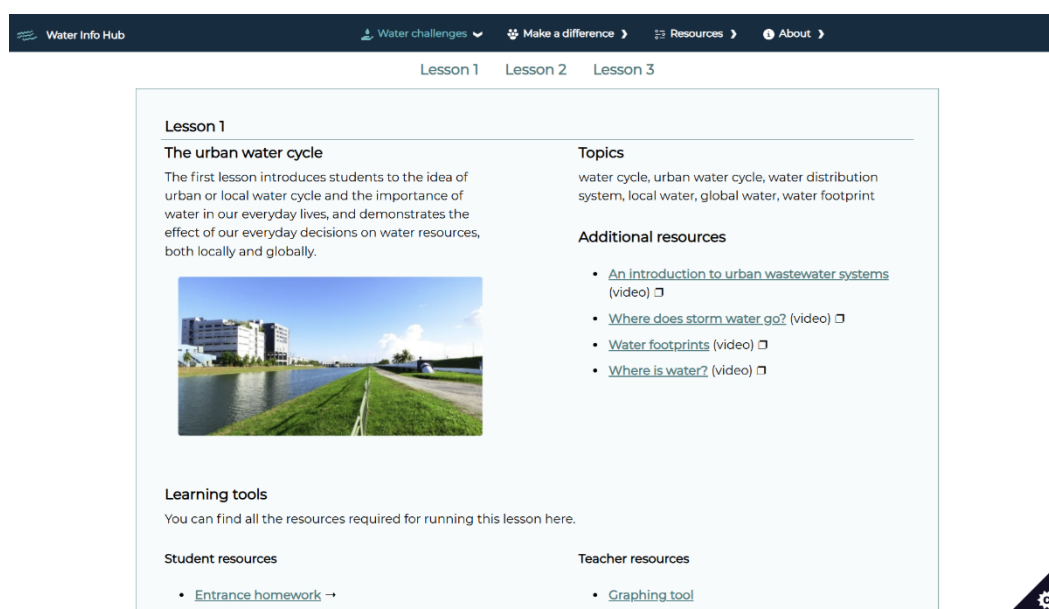 Water Info Hub
Water challenges
Make a difference
Resources
About
Lesson 1
Lesson 2
Lesson 3
Lesson 1
The urban water cycle
The first lesson introduces students to the idea of
urban or local water cycle and the importance of
water in our everyday lives, and demonstrates the
effect of our everyday decisions on water resources,
both locally and globally.
Topics
water cycle, urban water cycle, water distribution
system, local water, global water, water footprint
Additional resources
• An introduction to urban wastewater systems
(video)
• Where does storm water go? (video)
• Water footprints (video)
• Where is water? (video)
Learning tools
You can find all the resources required for running this lesson here.
Student resources
• Entrance homework →
Teacher resources
• Graphing tool